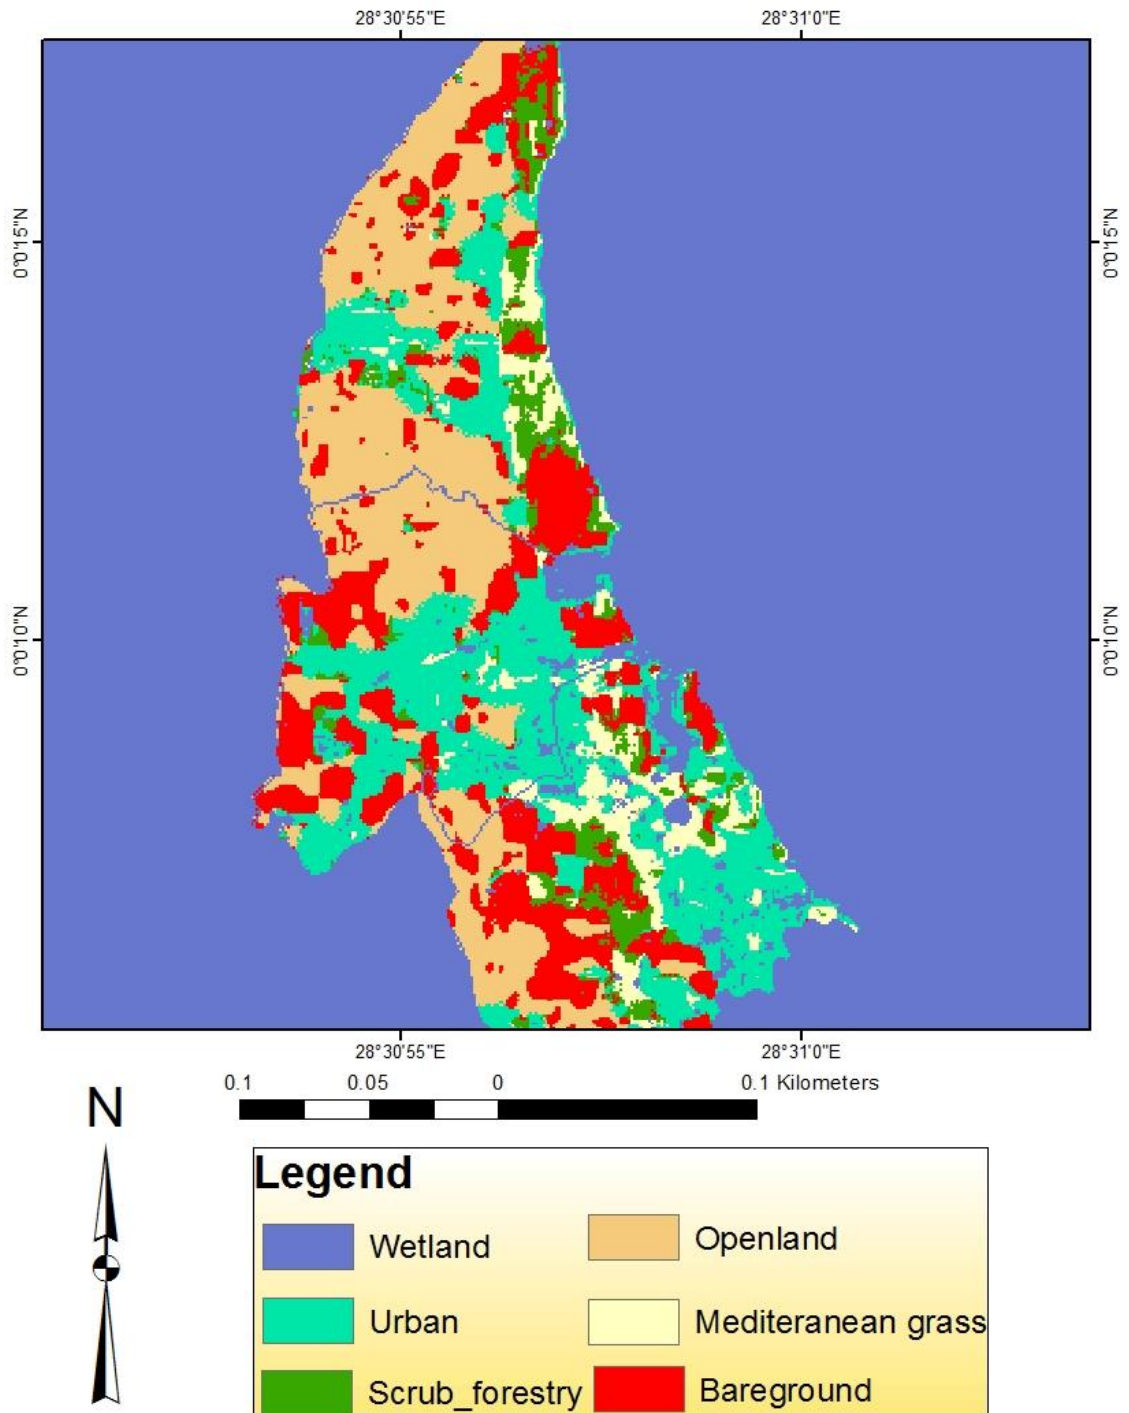 28°30'55"E 28°31'0"E
0°0'15"N 0°0'15"N
0°0'10"N 0°0'10"N
28°30'55"E 28°31'0"E
0.1 0.05 0 0.1 Kilometers
N
Legend
Wetland Openland
Urban Mediteranean grass
Scrub_forestry Bareground